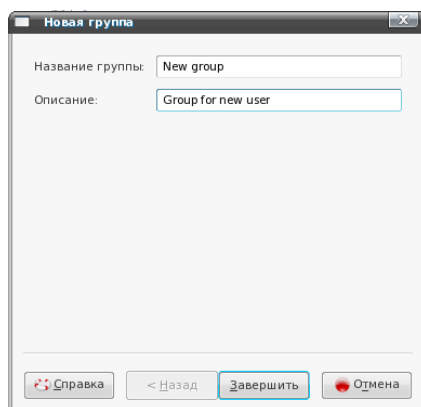 Новая группа
Название группы: New group
Описание: Group for new user
Справка < Назад Завершить Отмена